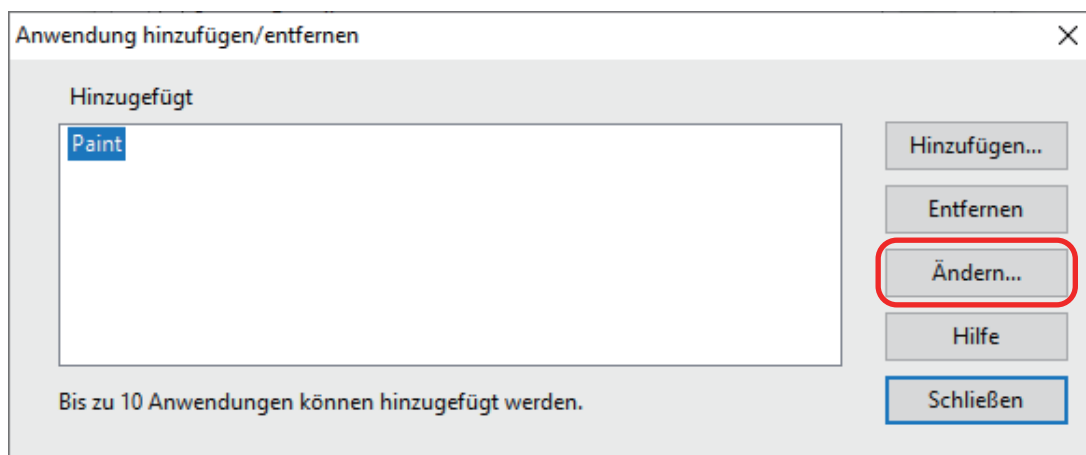 Anwendung hinzufügen/entfernen
Hinzugefügt
Paint
Hinzufügen...
Entfernen
Ändern...
Hilfe
Schließen
Bis zu 10 Anwendungen können hinzugefügt werden.